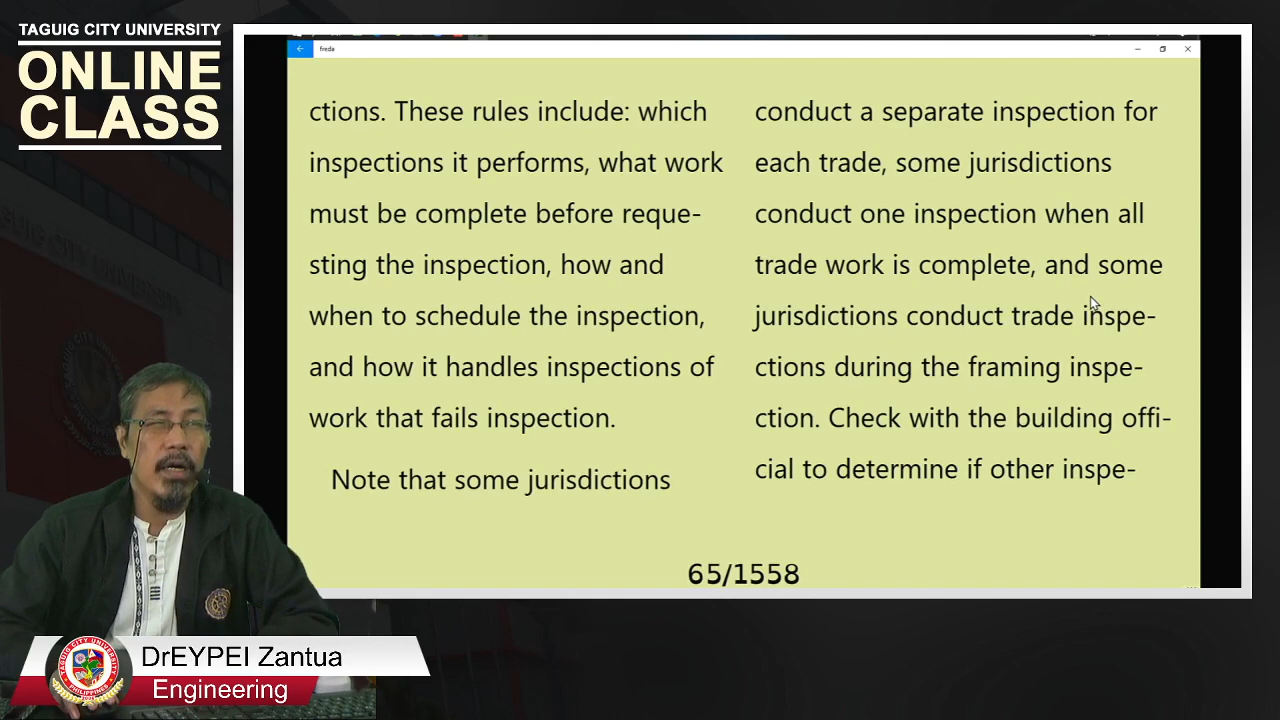 TAGUIG CITY UNIVERSITY
ONLINE
CLASS
freda
ctions. These rules include: which
inspections it performs, what work
must be complete before reque-
sting the inspection, how and
when to schedule the inspection,
and how it handles inspections of
work that fails inspection.
Note that some jurisdictions
conduct a separate inspection for
each trade, some jurisdictions
conduct one inspection when all
trade work is complete, and some
jurisdictions conduct trade inspe-
ctions during the framing inspe-
ction. Check with the building offi-
cial to determine if other inspe-
65/1558
DrEYPEI Zantua
Engineering